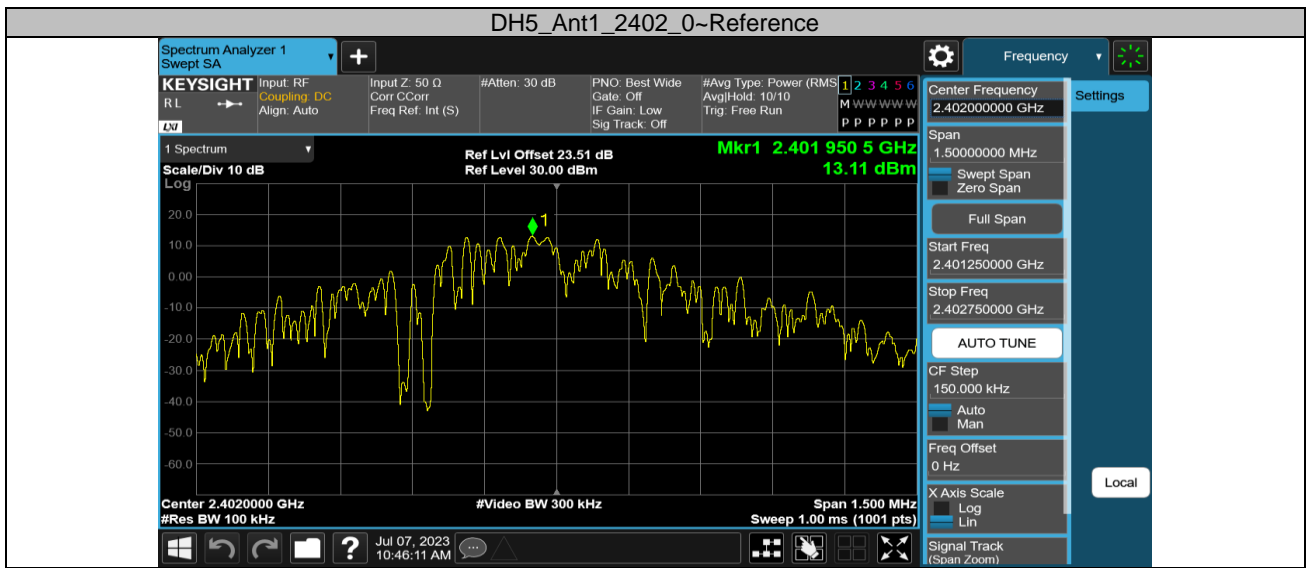 DH5_Ant1_2402_0~Reference
Spectrum Analyzer 1
Swept SA
Frequency
KEYSIGHT
R L
LXI
Input: RF
Coupling: DC
Align: Auto
Input Z: 50 Ω
Corr CCorr
Freq Ref: Int (S)
#Atten: 30 dB
PNO: Best Wide
Gate: Off
IF Gain: Low
Sig Track: Off
#Avg Type: Power (RMS
Avg|Hold: 10/10
Trig: Free Run
1 2 3 4 5 6
M W W W W W
P P P P P P
1 Spectrum
Scale/Div 10 dB
Log
Ref Lvl Offset 23.51 dB
Ref Level 30.00 dBm
Mkr1 2.401 950 5 GHz
13.11 dBm
1
20.0
10.0
0.00
-10.0
-20.0
-30.0
-40.0
-50.0
-60.0
Center 2.4020000 GHz
#Res BW 100 kHz
#Video BW 300 kHz
Span 1.500 MHz
Sweep 1.00 ms (1001 pts)
Center Frequency
2.402000000 GHz
Settings
Span
1.50000000 MHz
Swept Span
Zero Span
Full Span
Start Freq
2.401250000 GHz
Stop Freq
2.402750000 GHz
AUTO TUNE
CF Step
150.000 kHz
Auto
Man
Freq Offset
0 Hz
X Axis Scale
Log
Lin
Local
Signal Track
(Span Zoom)
?
Jul 07, 2023
10:46:11 AM